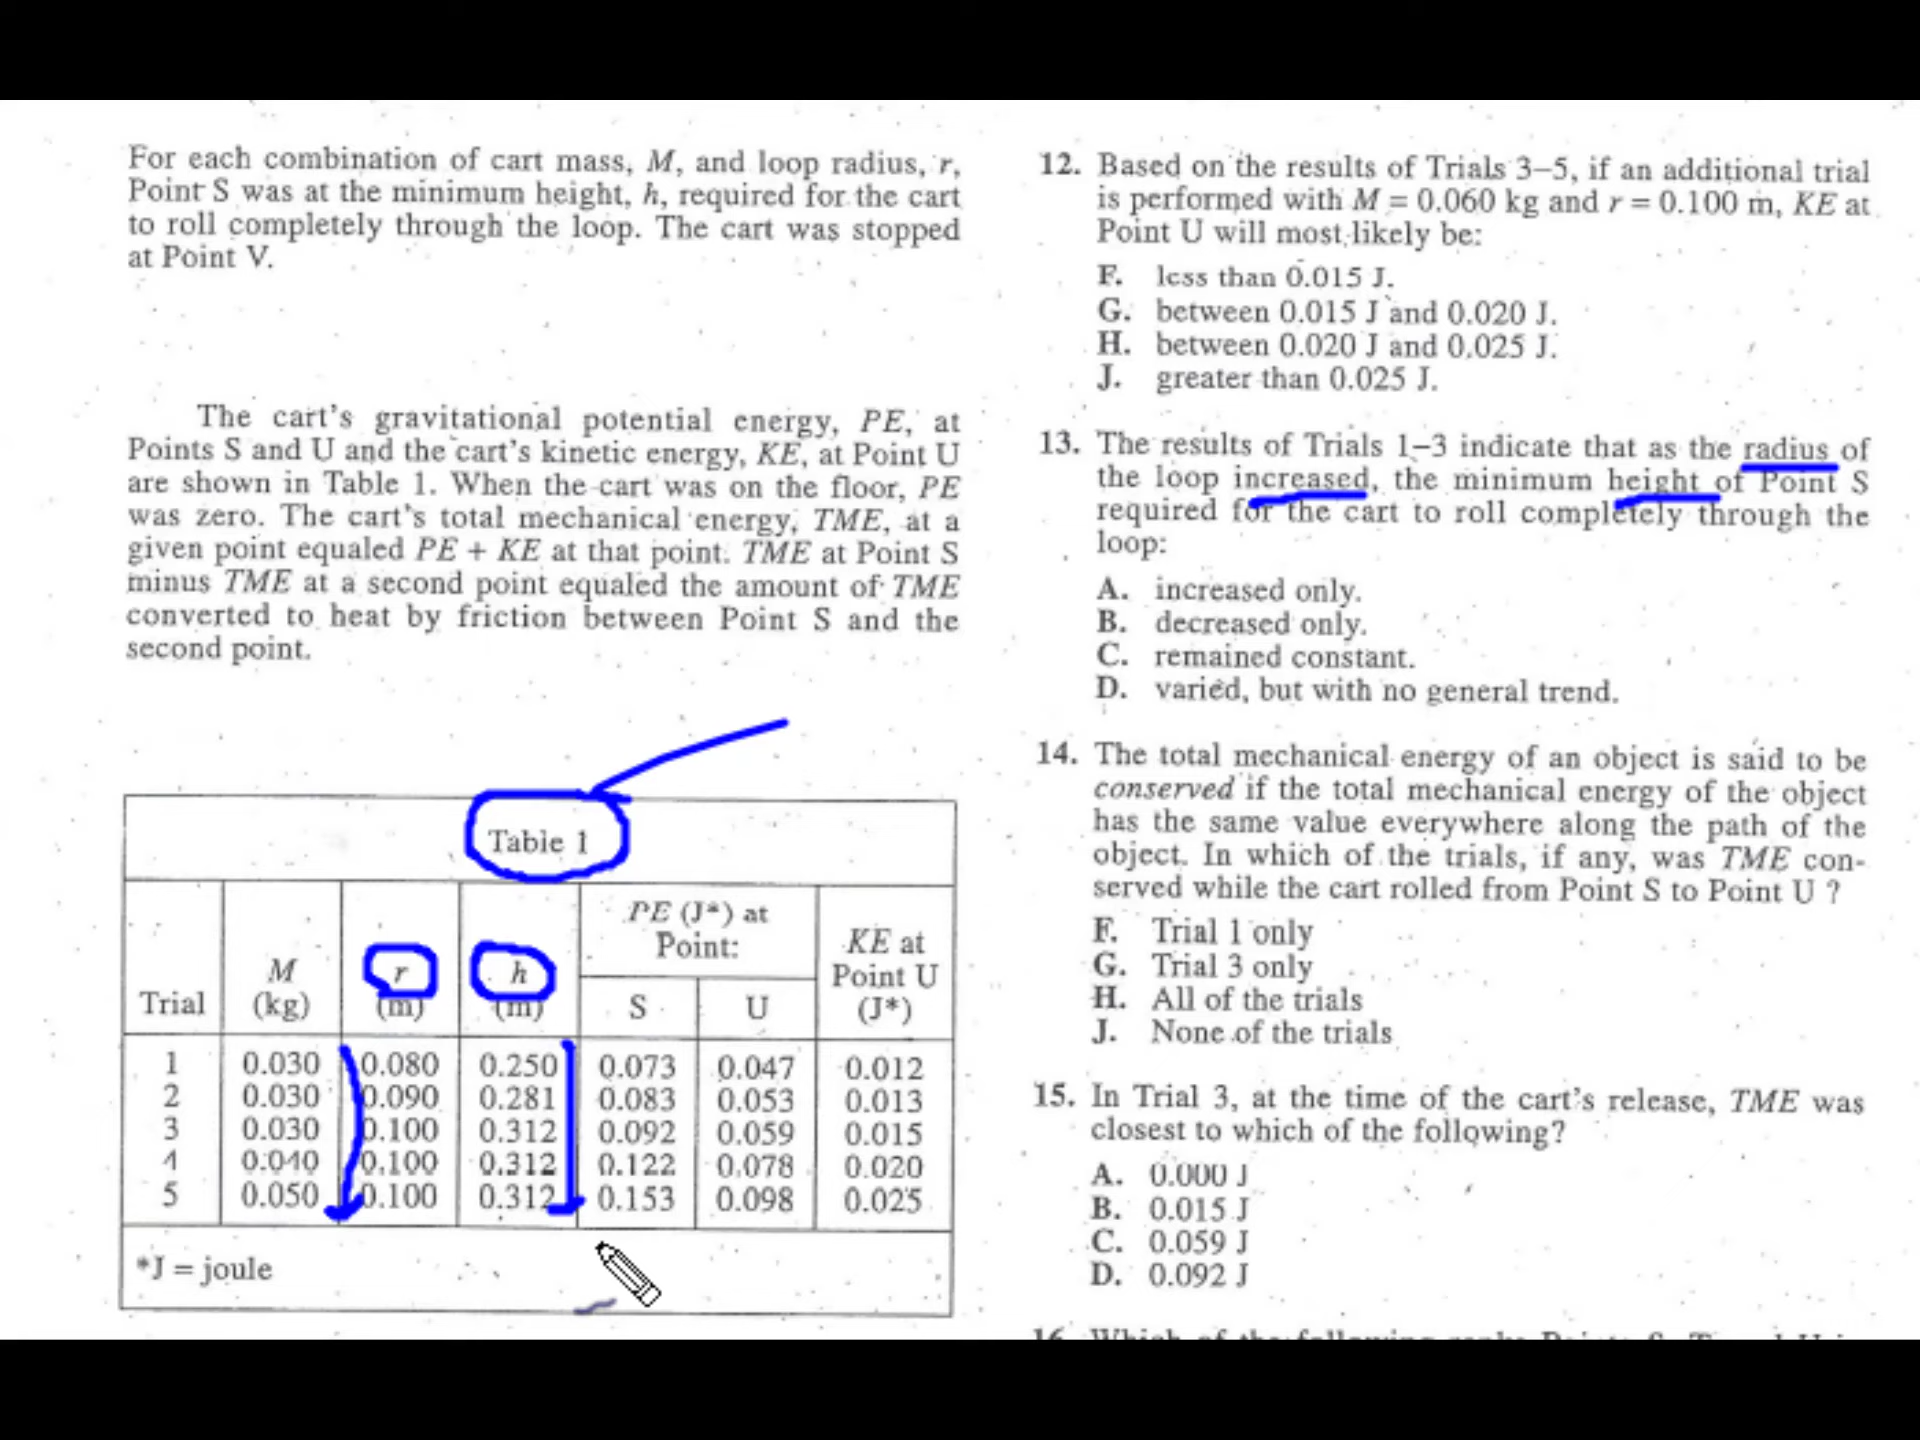 For each combination of cart mass, M, and loop radius, r,
Point S was at the minimum height, h, required for the cart
to roll completely through the loop. The cart was stopped
at Point V.
The cart's gravitational potential energy, PE, at
Points S and U and the cart's kinetic energy, KE, at Point U
are shown in Table 1. When the cart was on the floor, PE
was zero. The cart's total mechanical energy, TME, at a
given point equaled PE + KE at that point. TME at Point S
minus TME at a second point equaled the amount of TME
converted to heat by friction between Point S and the
second point.
Table 1
Trial M (kg) r (m) h (m) PE (J*) at Point: S U KE at Point U (J*)
1 0.030 0.080 0.250 0.073 0.047 0.012
2 0.030 0.090 0.281 0.083 0.053 0.013
3 0.030 0.100 0.312 0.092 0.059 0.015
4 0.040 0.100 0.312 0.122 0.078 0.020
5 0.050 0.100 0.312 0.153 0.098 0.025
*J = joule
12. Based on the results of Trials 3–5, if an additional trial
is performed with M = 0.060 kg and r = 0.100 m, KE at
Point U will most likely be:
F. less than 0.015 J.
G. between 0.015 J and 0.020 J.
H. between 0.020 J and 0.025 J.
J. greater than 0.025 J.
13. The results of Trials 1–3 indicate that as the radius of
the loop increased, the minimum height of Point S
required for the cart to roll completely through the
loop:
A. increased only.
B. decreased only.
C. remained constant.
D. varied, but with no general trend.
14. The total mechanical energy of an object is said to be
conserved if the total mechanical energy of the object
has the same value everywhere along the path of the
object. In which of the trials, if any, was TME con-
served while the cart rolled from Point S to Point U ?
F. Trial 1 only
G. Trial 3 only
H. All of the trials
J. None of the trials
15. In Trial 3, at the time of the cart's release, TME was
closest to which of the following?
A. 0.000 J
B. 0.015 J
C. 0.059 J
D. 0.092 J